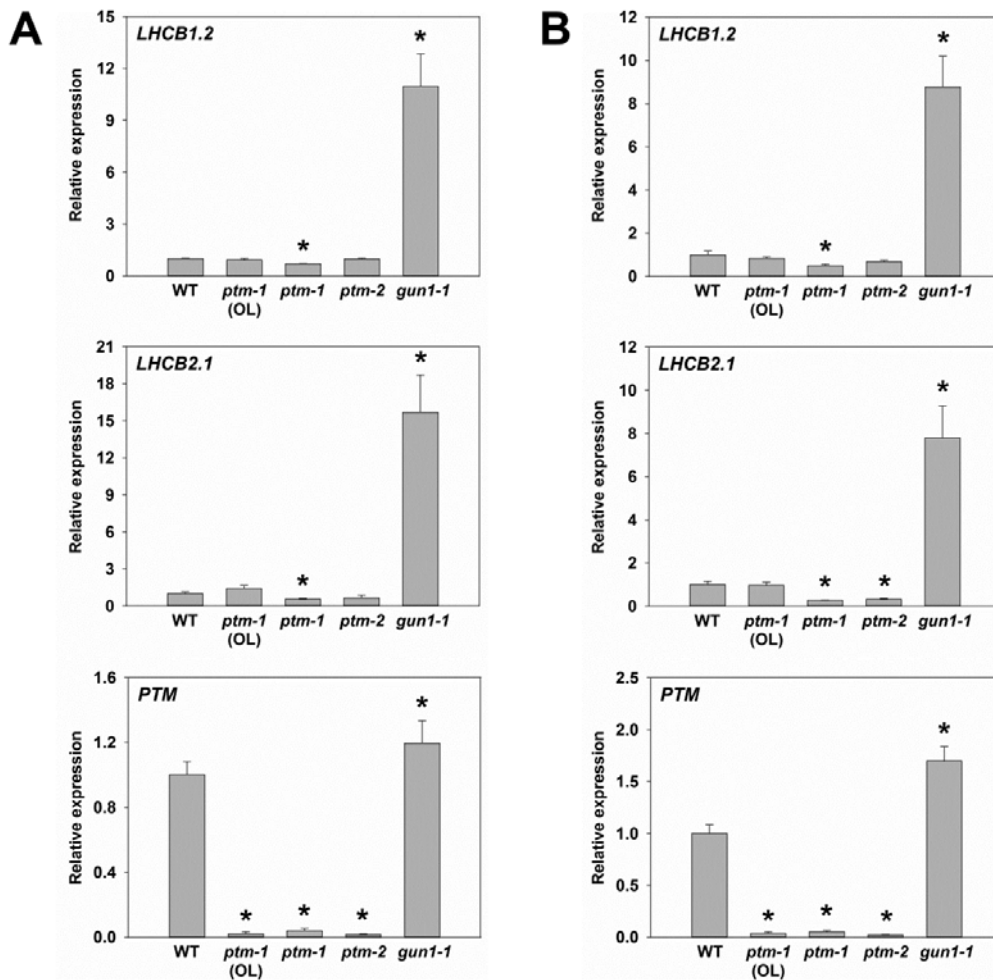 A
LHCB1.2
Relative expression
15
12
9
6
3
0
*
*
WT
ptm-1
(OL)
ptm-1
ptm-2
gun1-1
LHCB2.1
Relative expression
21
18
15
12
9
6
3
0
*
*
WT
ptm-1
(OL)
ptm-1
ptm-2
gun1-1
PTM
Relative expression
1.6
1.2
0.8
0.4
0.0
*
*
*
*
WT
ptm-1
(OL)
ptm-1
ptm-2
gun1-1
B
LHCB1.2
Relative expression
12
10
8
6
4
2
0
*
*
WT
ptm-1
(OL)
ptm-1
ptm-2
gun1-1
LHCB2.1
Relative expression
12
10
8
6
4
2
0
*
*
*
WT
ptm-1
(OL)
ptm-1
ptm-2
gun1-1
PTM
Relative expression
2.5
2.0
1.5
1.0
0.5
0.0
*
*
*
*
WT
ptm-1
(OL)
ptm-1
ptm-2
gun1-1